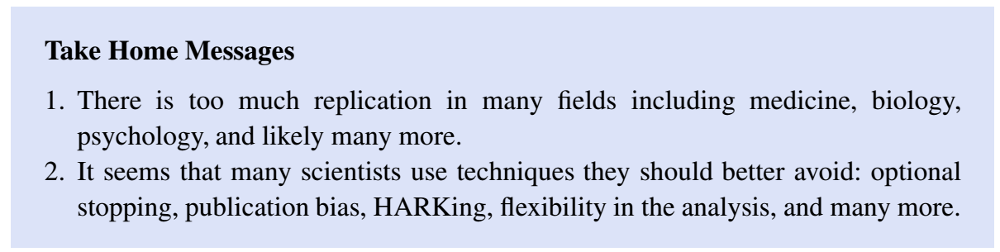 Take Home Messages
1. There is too much replication in many fields including medicine, biology,
psychology, and likely many more.
2. It seems that many scientists use techniques they should better avoid: optional
stopping, publication bias, HARKing, flexibility in the analysis, and many more.